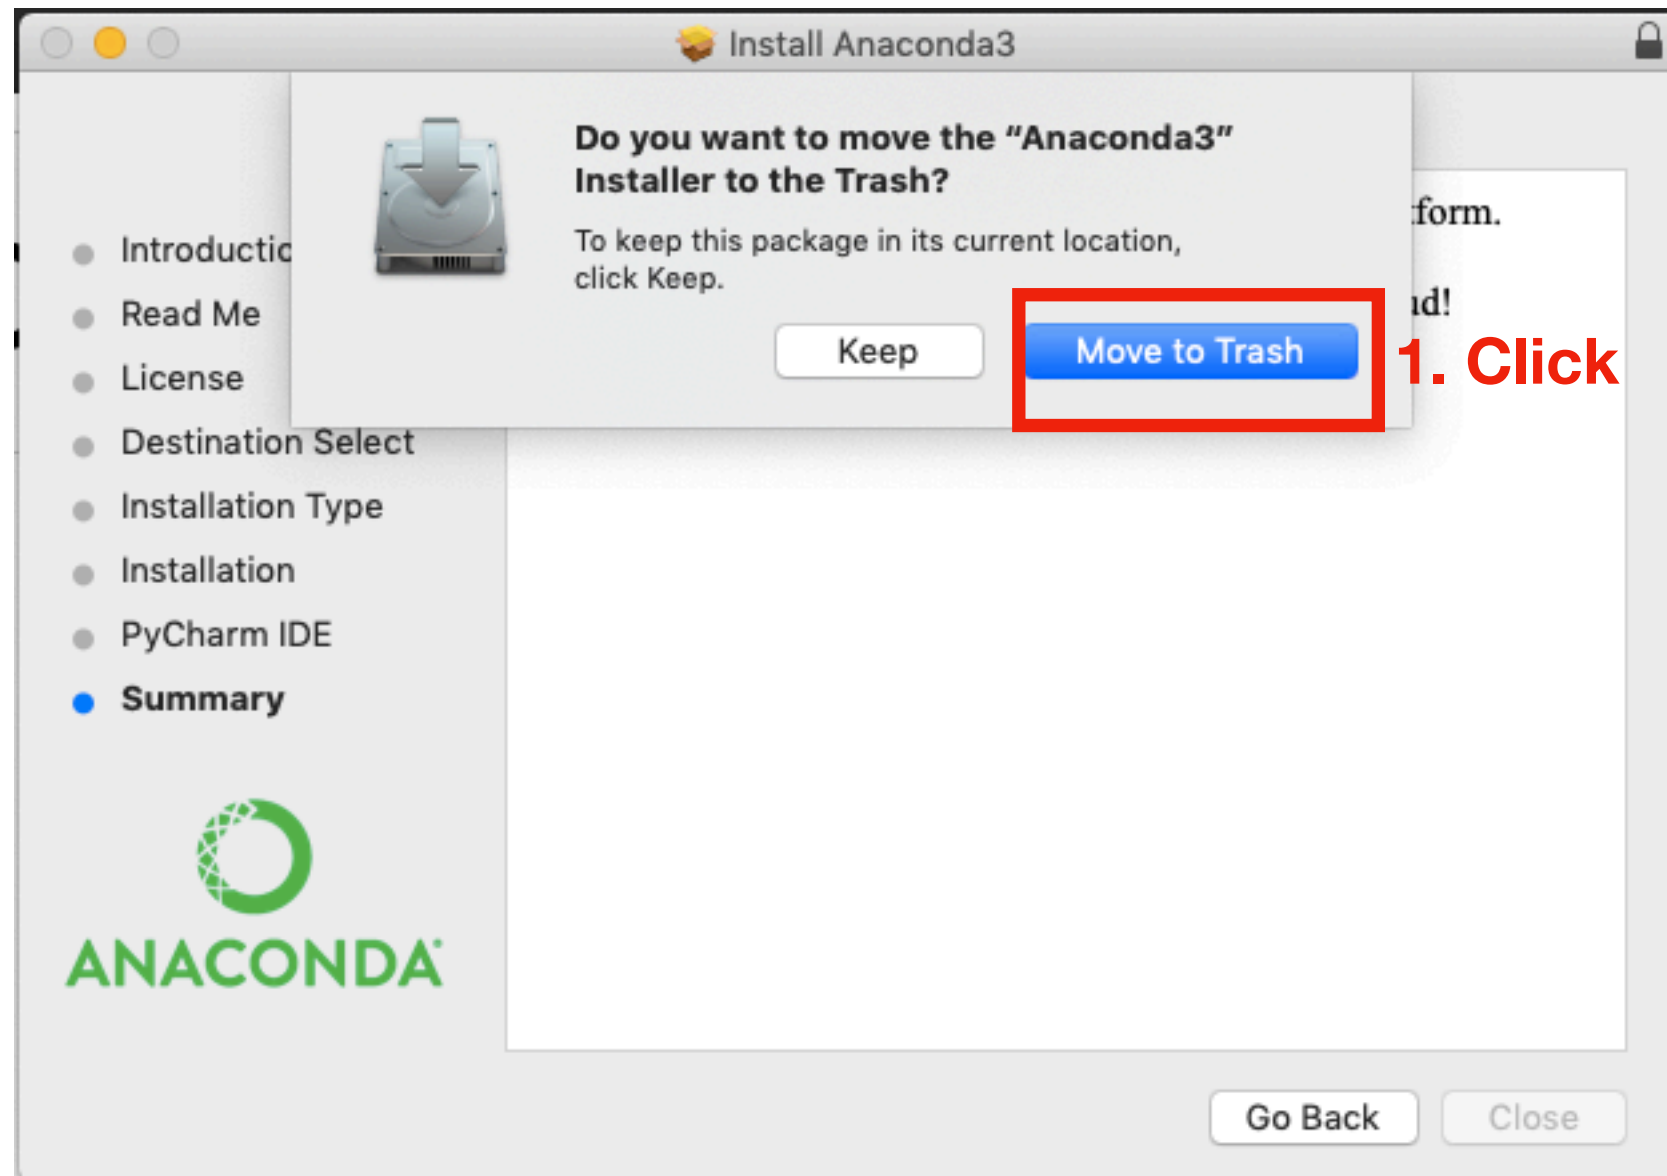 Install Anaconda3
Do you want to move the “Anaconda3”
Installer to the Trash?
To keep this package in its current location,
click Keep.
Keep
Move to Trash
1. Click
Read Me
License
Destination Select
Installation Type
Installation
PyCharm IDE
Summary
ANACONDA
Go Back
Close